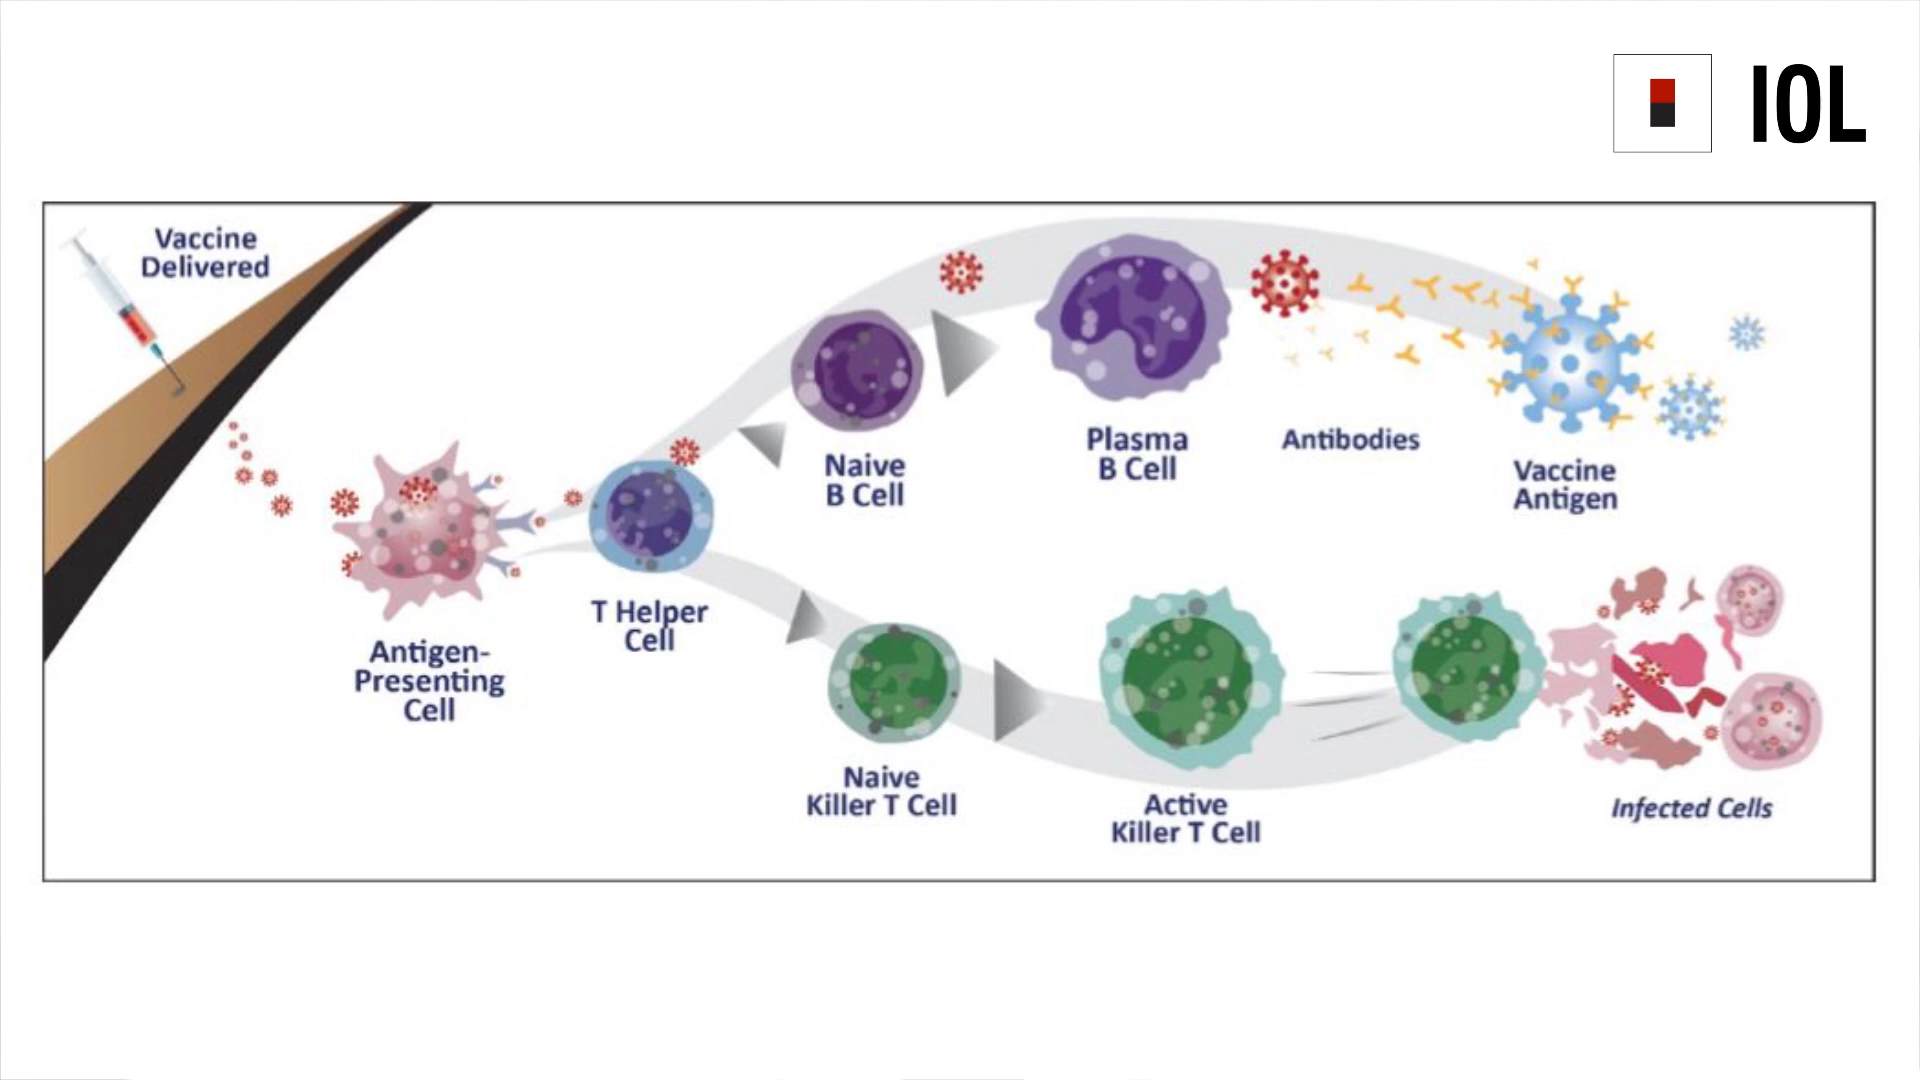 IOL
Vaccine
Delivered
Antigen-
Presenting
Cell
T Helper
Cell
Naive
B Cell
Plasma
B Cell
Antibodies
Vaccine
Antigen
Naive
Killer T Cell
Active
Killer T Cell
Infected Cells